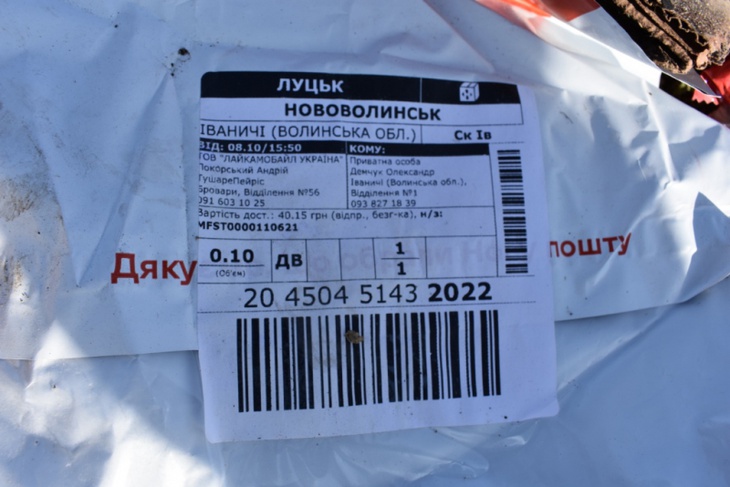 ЛУЦЬК
НОВОВОЛИНСЬК
ІВАНИЧІ (ВОЛИНСЬКА ОБЛ.) Ск Ів
ВІД: 08.10/15:50 КОМУ:
ТОВ "ЛАЙКАМОБАЙЛ УКРАЇНА" Приватна особа
Покорський Андрій Демчук Олександр
ТушареПейріс Іваничі (Волинська обл.),
Бровари, Відділення №56 Відділення №1
091 603 10 25 093 827 18 39
Вартість дост.: 40.15 грн (відпр., безг-ка), н/з:
MFST0000110621
0.10 ДВ 1
(Об'єм) 1
Дяку обрали Нову пошту
20 4504 5143 2022